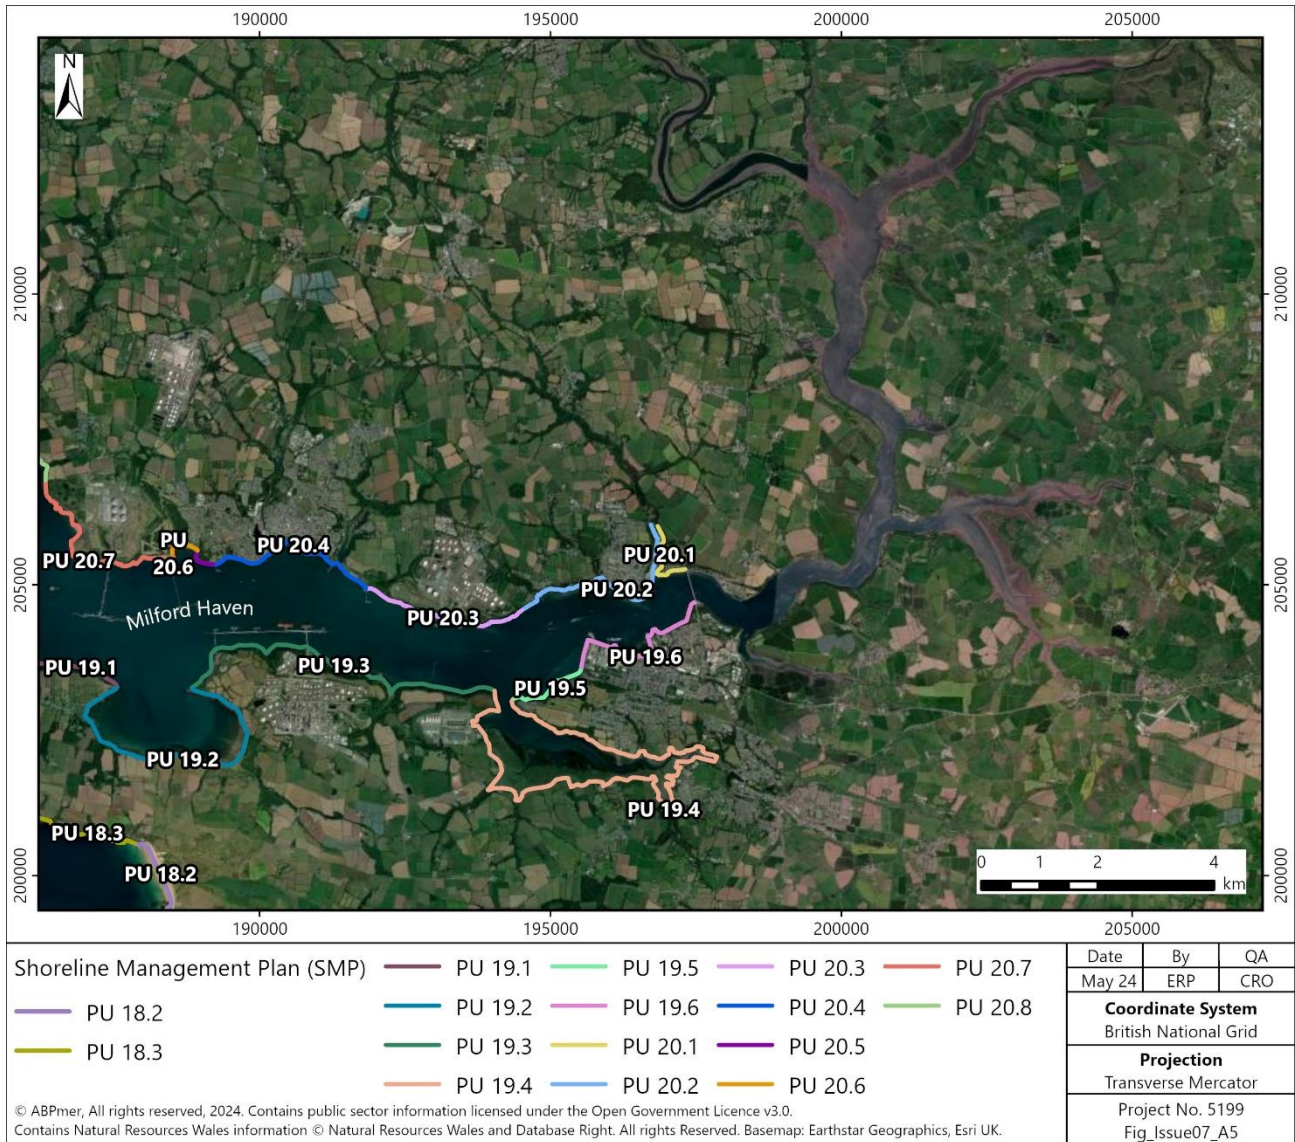 190000 195000 200000 205000
N
210000
210000
PU 20.7
PU
20.6
PU 20.4
PU 20.1
PU 20.2
205000
205000
Milford Haven
PU 20.3
PU 19.1
PU 19.3
PU 19.6
PU 19.5
PU 19.2
PU 19.4
PU 18.3
PU 18.2
200000
200000
0 1 2 4
km
190000 195000 200000 205000
Shoreline Management Plan (SMP)
PU 18.2
PU 18.3
PU 19.1
PU 19.2
PU 19.3
PU 19.4
PU 19.5
PU 19.6
PU 20.1
PU 20.2
PU 20.3
PU 20.4
PU 20.5
PU 20.6
PU 20.7
PU 20.8
Date By QA
May 24 ERP CRO
Coordinate System
British National Grid
Projection
Transverse Mercator
Project No. 5199
Fig_Issue07_A5
© ABPmer, All rights reserved, 2024. Contains public sector information licensed under the Open Government Licence v3.0.
Contains Natural Resources Wales information © Natural Resources Wales and Database Right. All rights Reserved. Basemap: Earthstar Geographics, Esri UK.